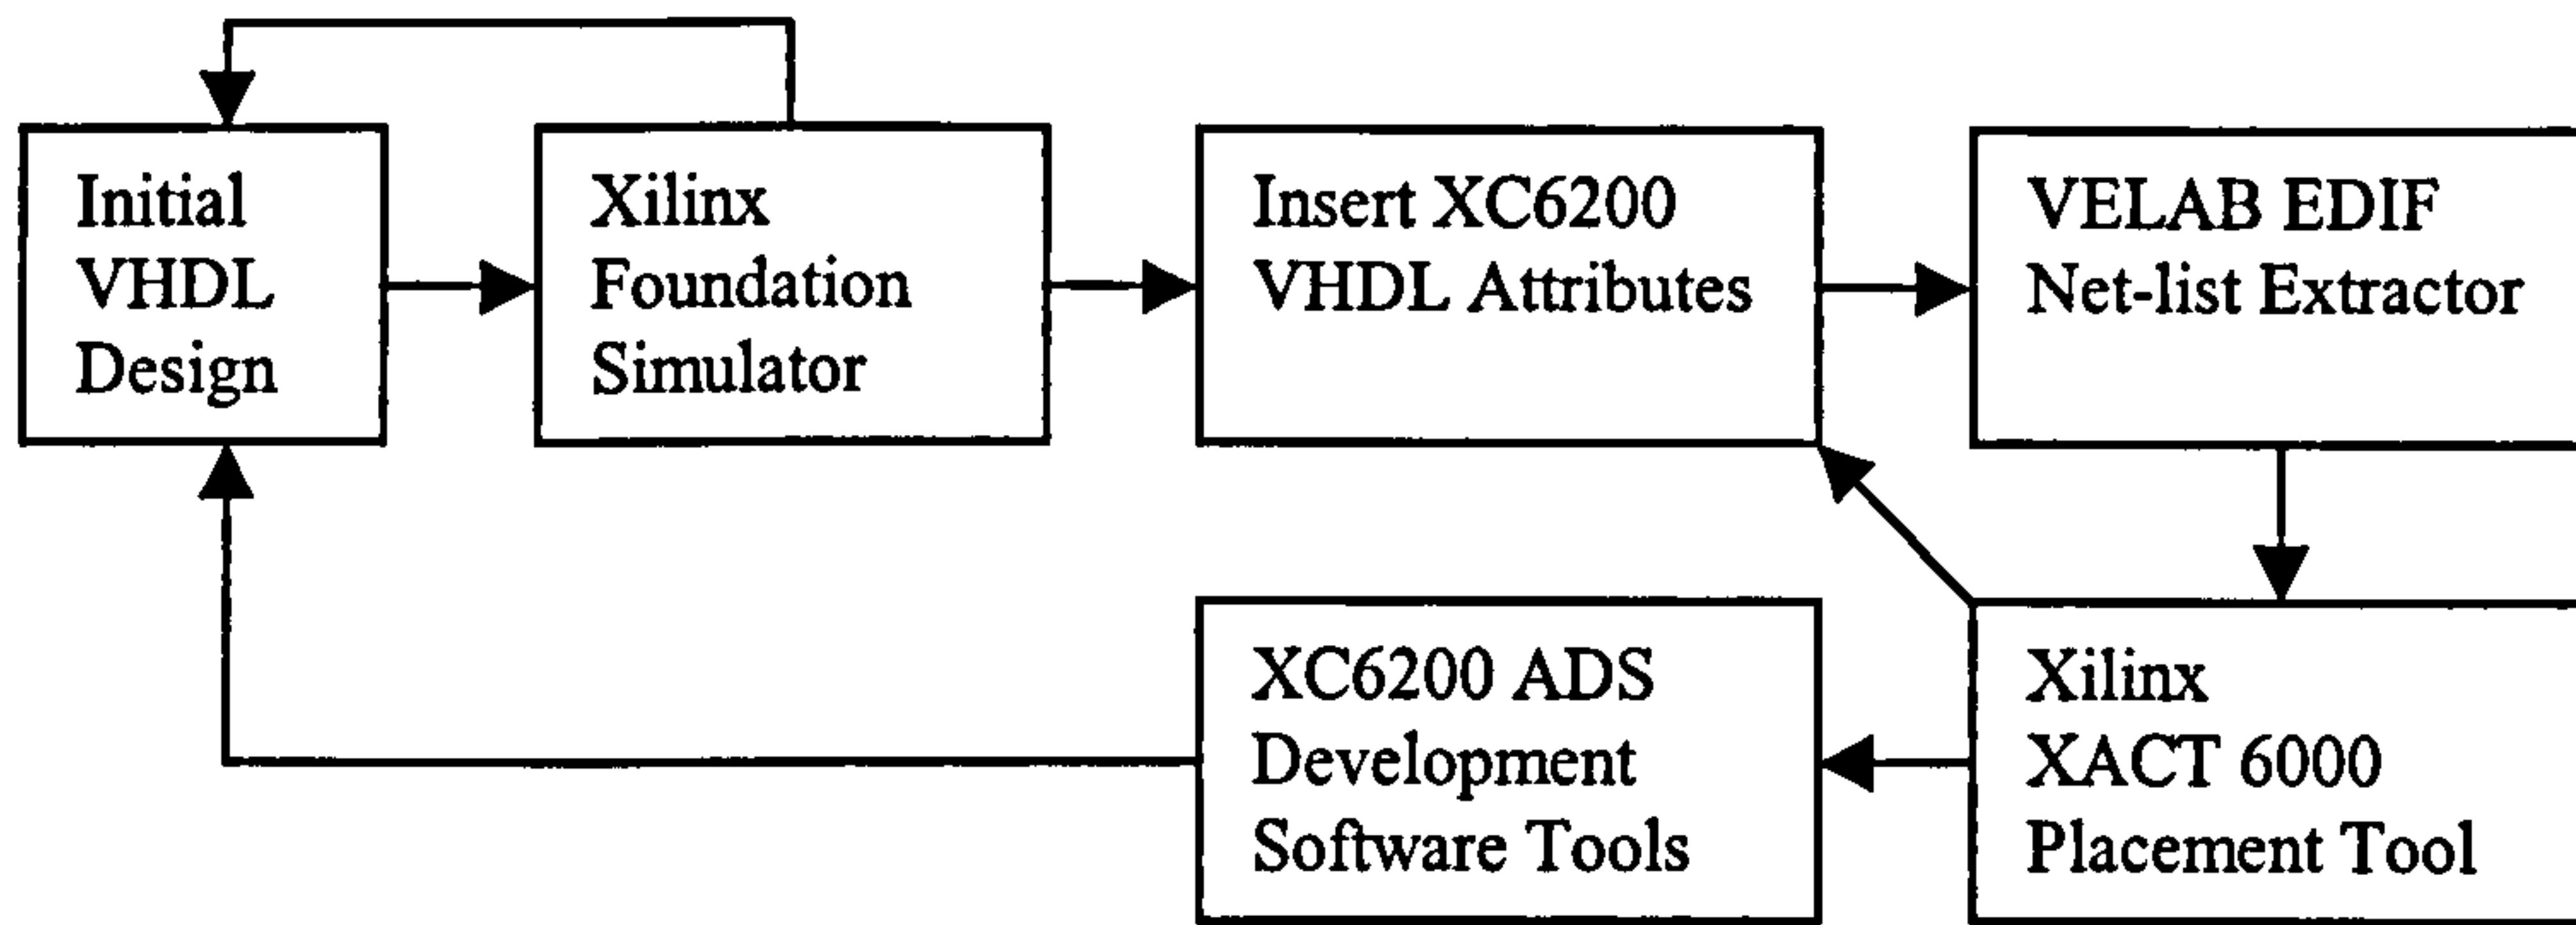 Initial
VHDL
Design
Xilinx
Foundation
Simulator
Insert XC6200
VHDL Attributes
VELAB EDIF
Net-list Extractor
XC6200 ADS
Development
Software Tools
Xilinx
XACT 6000
Placement Tool